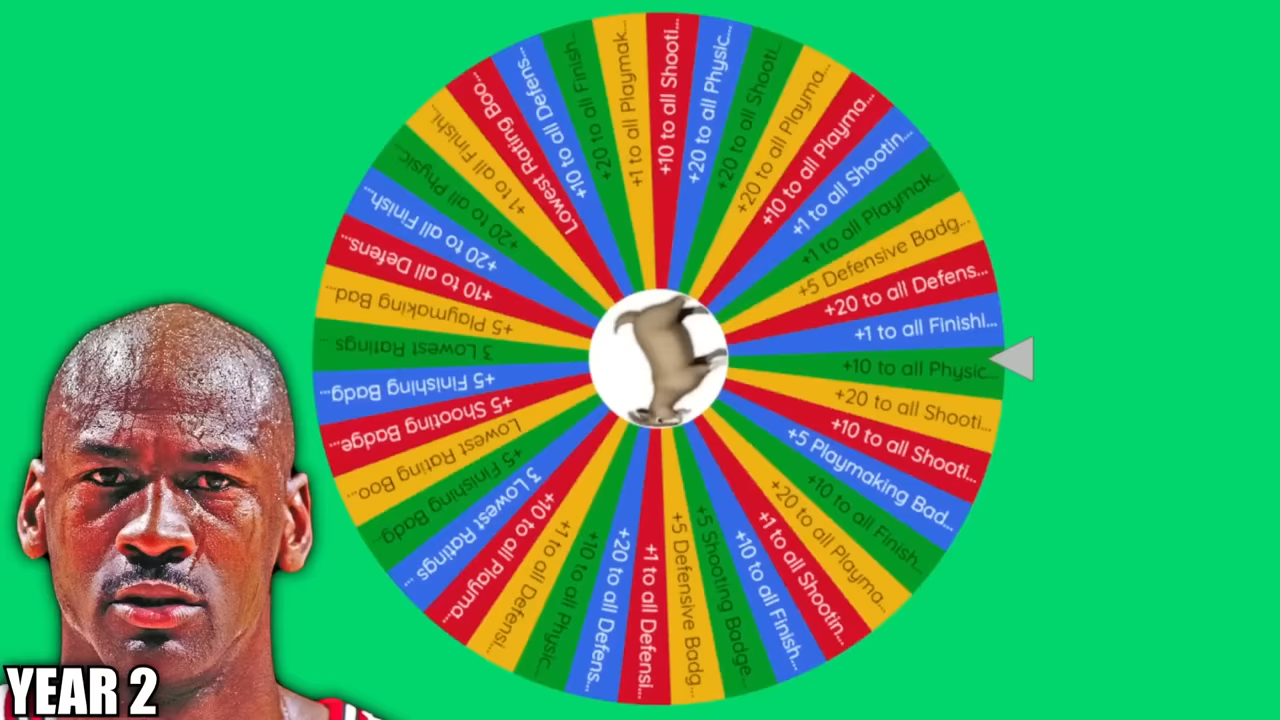 +10 to all Shooti...
+20 to all Physic...
+20 to all Shooti...
+20 to all Playma...
+10 to all Playma...
+1 to all Shootin...
+1 to all Playmak...
+5 Defensive Badg...
+20 to all Defens...
+1 to all Finishi...
+10 to all Physic...
+20 to all Shooti...
+10 to all Shooti...
+5 Playmaking Bad...
+10 to all Finish...
+20 to all Playma...
+1 to all Shootin...
+10 to all Finish...
+5 Shooting Badge...
+5 Defensive Badg...
+1 to all Defensi...
+20 to all Defens...
+10 to all Physic...
+1 to all Defensi...
+10 to all Playma...
3 Lowest Ratings ...
+5 Finishing Badg...
Lowest Rating Boo...
+5 Shooting Badge...
+5 Finishing Badg...
3 Lowest Ratings ...
+5 Playmaking Bad...
+10 to all Defens...
+20 to all Finish...
+20 to all Physic...
+1 to all Finishi...
Lowest Rating Boo...
+10 to all Defens...
+20 to all Finish...
+1 to all Playmak...
YEAR 2